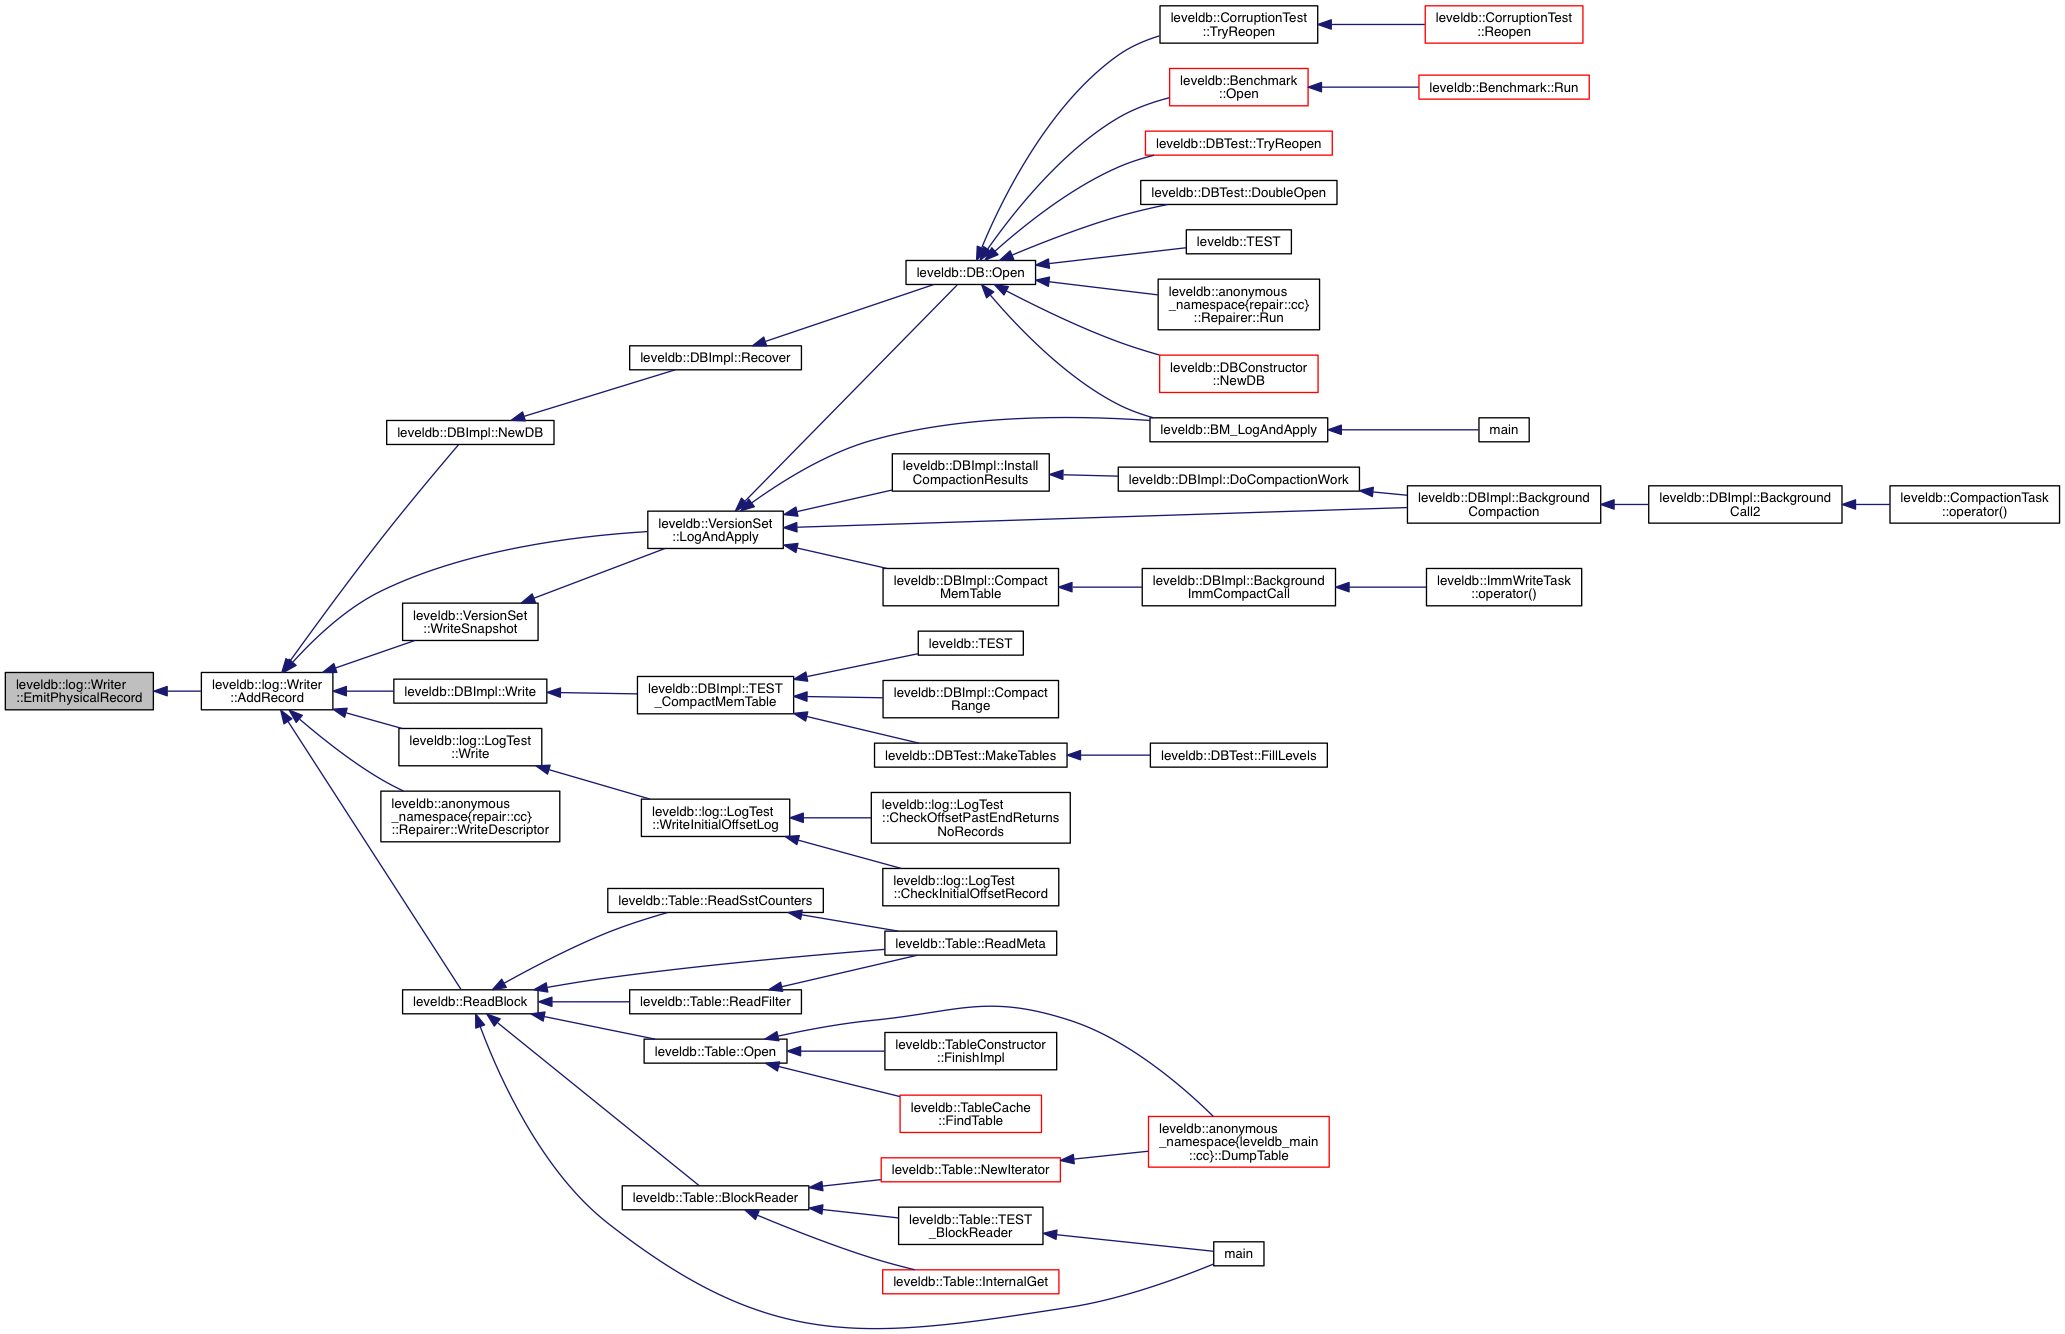 leveldb::CorruptionTest
::TryReopen
leveldb::CorruptionTest
::Reopen
leveldb::Benchmark
::Open
leveldb::Benchmark::Run
leveldb::DBTest::TryReopen
leveldb::DBTest::DoubleOpen
leveldb::TEST
leveldb::DB::Open
leveldb::anonymous
_namespace{repair::cc}
::Repairer::Run
leveldb::DBImpl::Recover
leveldb::DBConstructor
::NewDB
leveldb::DBImpl::NewDB
leveldb::BM_LogAndApply
main
leveldb::DBImpl::Install
CompactionResults
leveldb::DBImpl::DoCompactionWork
leveldb::DBImpl::Background
Compaction
leveldb::DBImpl::Background
Call2
leveldb::CompactionTask
::operator()
leveldb::VersionSet
::LogAndApply
leveldb::DBImpl::Compact
MemTable
leveldb::DBImpl::Background
ImmCompactCall
leveldb::ImmWriteTask
::operator()
leveldb::VersionSet
::WriteSnapshot
leveldb::TEST
leveldb::log::Writer
::EmitPhysicalRecord
leveldb::log::Writer
::AddRecord
leveldb::DBImpl::Write
leveldb::DBImpl::TEST
_CompactMemTable
leveldb::DBImpl::Compact
Range
leveldb::log::LogTest
::Write
leveldb::DBTest::MakeTables
leveldb::DBTest::FillLevels
leveldb::anonymous
_namespace{repair::cc}
::Repairer::WriteDescriptor
leveldb::log::LogTest
::WriteInitialOffsetLog
leveldb::log::LogTest
::CheckOffsetPastEndReturns
NoRecords
leveldb::log::LogTest
::CheckInitialOffsetRecord
leveldb::Table::ReadSstCounters
leveldb::Table::ReadMeta
leveldb::ReadBlock
leveldb::Table::ReadFilter
leveldb::Table::Open
leveldb::TableConstructor
::FinishImpl
leveldb::TableCache
::FindTable
leveldb::anonymous
_namespace{leveldb_main
::cc}::DumpTable
leveldb::Table::NewIterator
leveldb::Table::BlockReader
leveldb::Table::TEST
_BlockReader
main
leveldb::Table::InternalGet